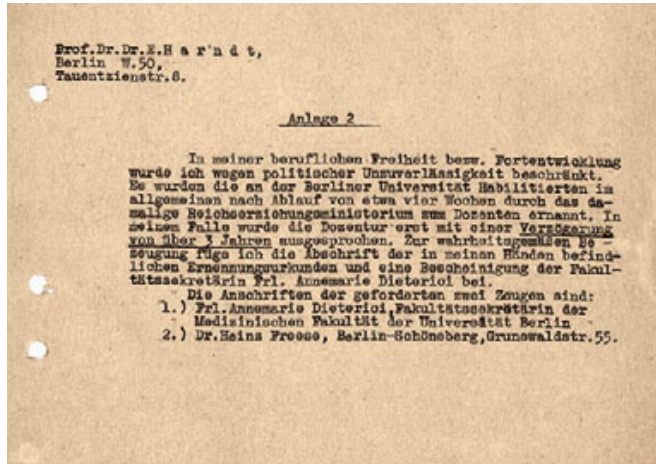 Prof.Dr.Dr.E.H a r'n d t,
Berlin W.50,
Tauentzienstr.8.
Anlage 2
In meiner beruflichen Freiheit bezw. Fortentwicklung
wurde ich wegen politischer Unzuverlässigkeit beschränkt.
Es wurden die an der Berliner Universität Habilitierten im
allgemeinen nach Ablauf von etwa vier Wochen durch das da-
malige Reichserziehungsministerium zum Dozenten ernannt. In
meinem Falle wurde die Dozentur erst mit einer Verzögerung
von über 3 Jahren ausgesprochen. Zur wahrheitsgemäßen Be -
zeugung füge ich die Abschrift der in meinen Händen befind-
lichen Ernennungsurkunden und eine Bescheinigung der Fakul-
tätssekretärin Frl. Annemarie Dieterici bei.
Die Anschriften der geforderten zwei Zeugen sind:
1.) Frl.Annemarie Dieterici,Fakultätssekretärin der
Medizinischen Fakultät der Universität Berlin
2.) Dr.Heinz Freese, Berlin-Schöneberg,Grunewaldstr.55.